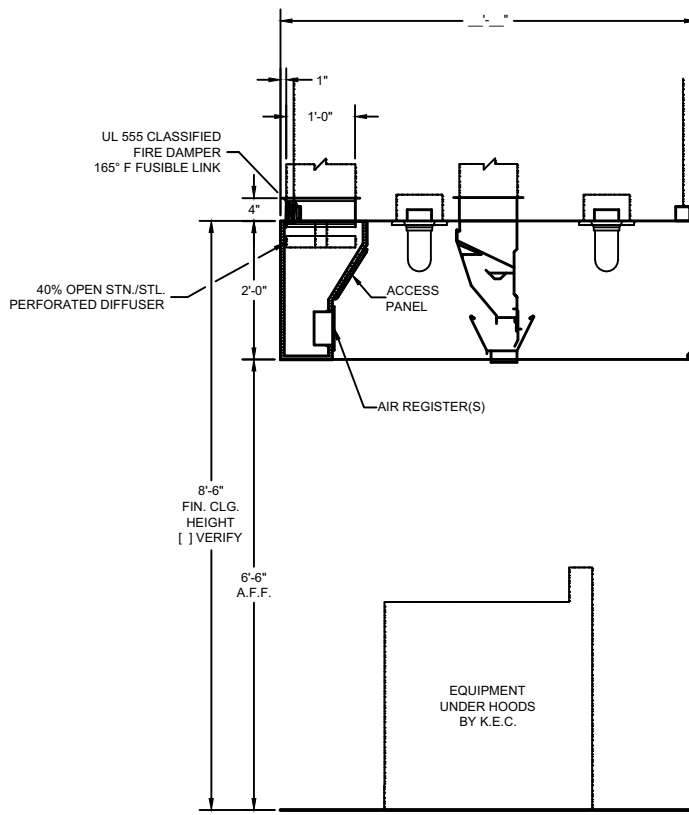 __'-__"
1"
1'-0"
UL 555 CLASSIFIED
FIRE DAMPER
165° F FUSIBLE LINK
4"
40% OPEN STN./STL.
PERFORATED DIFFUSER
2'-0"
ACCESS
PANEL
AIR REGISTER(S)
8'-6"
FIN. CLG.
HEIGHT
[ ] VERIFY
6'-6"
A.F.F.
EQUIPMENT
UNDER HOODS
BY K.E.C.